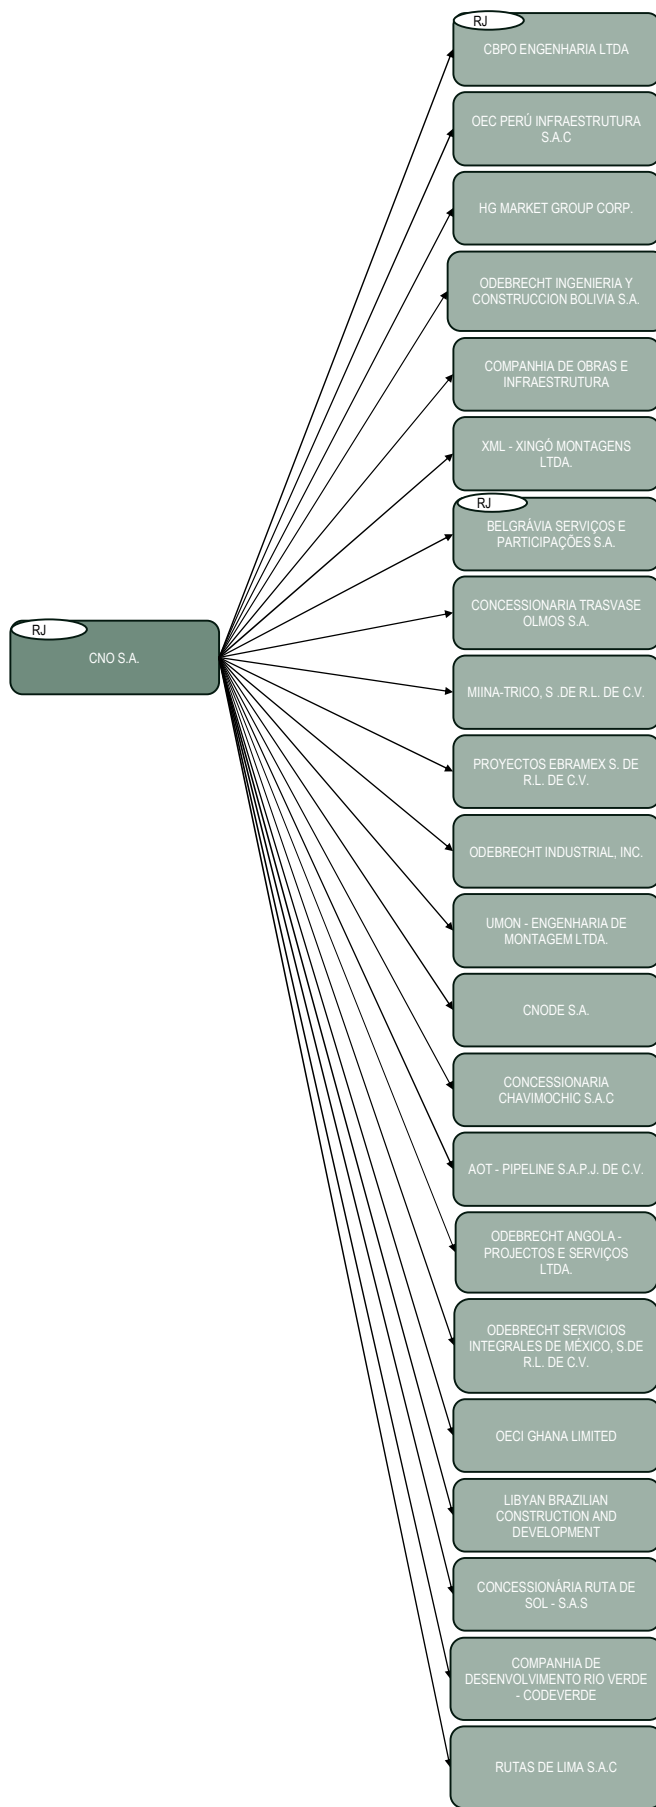 RJ
CBPO ENGENHARIA LTDA
OEC PERÚ INFRAESTRUTURA
S.A.C
HG MARKET GROUP CORP.
ODEBRECHT INGENIERIA Y
CONSTRUCCION BOLIVIA S.A.
COMPANHIA DE OBRAS E
INFRAESTRUTURA
XML - XINGÓ MONTAGENS
LTDA.
RJ
BELGRÁVIA SERVIÇOS E
PARTICIPAÇÕES S.A.
CONCESSIONARIA TRASVASE
OLMOS S.A.
RJ
CNO S.A.
MIINA-TRICO, S .DE R.L. DE C.V.
PROYECTOS EBRAMEX S. DE
R.L. DE C.V.
ODEBRECHT INDUSTRIAL, INC.
UMON - ENGENHARIA DE
MONTAGEM LTDA.
CNODE S.A.
CONCESSIONARIA
CHAVIMOCHIC S.A.C
AOT - PIPELINE S.A.P.J. DE C.V.
ODEBRECHT ANGOLA -
PROJECTOS E SERVIÇOS
LTDA.
ODEBRECHT SERVICIOS
INTEGRALES DE MÉXICO, S.DE
R.L. DE C.V.
OECI GHANA LIMITED
LIBYAN BRAZILIAN
CONSTRUCTION AND
DEVELOPMENT
CONCESSIONÁRIA RUTA DE
SOL - S.A.S
COMPANHIA DE
DESENVOLVIMENTO RIO VERDE
- CODEVERDE
RUTAS DE LIMA S.A.C